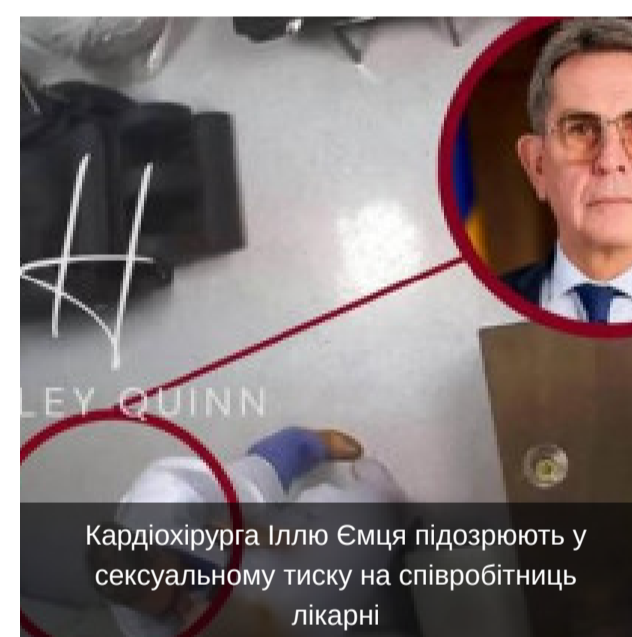 H
LEY QUINN
Кардіохірурга Іллю Ємця підозрюють у
сексуальному тиску на співробітниць
лікарні